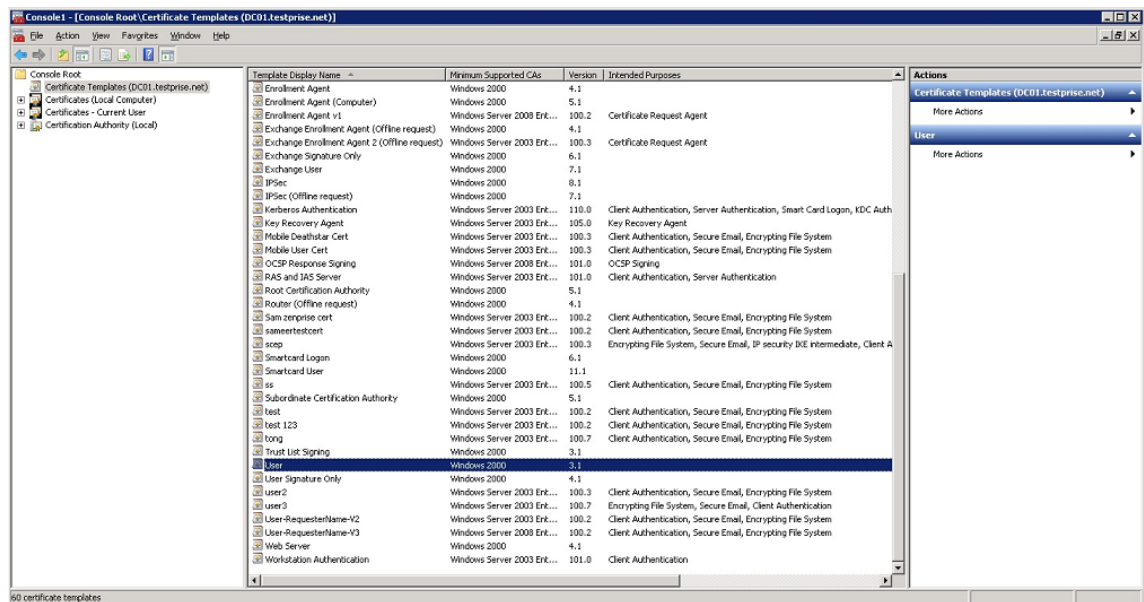 Console1 - [Console Root\Certificate Templates (DC01.testprise.net)]
File Action View Favorites Window Help
Console Root
Certificate Templates (DC01.testprise.net)
Certificates (Local Computer)
Certificates - Current User
Certification Authority (Local)
Template Display Name Minimum Supported CAs Version Intended Purposes
Enrollment Agent Windows 2000 4.1
Enrollment Agent (Computer) Windows 2000 5.1
Enrollment Agent v1 Windows Server 2008 Ent... 100.2 Certificate Request Agent
Exchange Enrollment Agent (Offline request) Windows 2000 4.1
Exchange Enrollment Agent 2 (Offline request) Windows Server 2003 Ent... 100.3 Certificate Request Agent
Exchange Signature Only Windows 2000 6.1
Exchange User Windows 2000 7.1
IPSec Windows 2000 8.1
IPSec (Offline request) Windows 2000 7.1
Kerberos Authentication Windows Server 2003 Ent... 110.0 Client Authentication, Server Authentication, Smart Card Logon, KDC Auth
Key Recovery Agent Windows Server 2003 Ent... 105.0 Key Recovery Agent
Mobile Deathstar Cert Windows Server 2003 Ent... 100.3 Client Authentication, Secure Email, Encrypting File System
Mobile User Cert Windows Server 2003 Ent... 100.3 Client Authentication, Secure Email, Encrypting File System
OCSP Response Signing Windows Server 2008 Ent... 101.0 OCSP Signing
RAS and IAS Server Windows Server 2003 Ent... 101.0 Client Authentication, Server Authentication
Root Certification Authority Windows 2000 5.1
Router (Offline request) Windows 2000 4.1
Sam zenprise cert Windows Server 2003 Ent... 100.2 Client Authentication, Secure Email, Encrypting File System
sameertestcert Windows Server 2003 Ent... 100.2 Client Authentication, Secure Email, Encrypting File System
scep Windows Server 2003 Ent... 100.3 Encrypting File System, Secure Email, IP security IKE intermediate, Client A
Smartcard Logon Windows 2000 6.1
Smartcard User Windows 2000 11.1
ss Windows Server 2003 Ent... 100.5 Client Authentication, Secure Email, Encrypting File System
Subordinate Certification Authority Windows 2000 5.1
test Windows Server 2003 Ent... 100.2 Client Authentication, Secure Email, Encrypting File System
test 123 Windows Server 2003 Ent... 100.2 Client Authentication, Secure Email, Encrypting File System
tong Windows Server 2003 Ent... 100.7 Client Authentication, Secure Email, Encrypting File System
Trust List Signing Windows 2000 3.1
User Windows 2000 3.1
User Signature Only Windows 2000 4.1
user2 Windows Server 2003 Ent... 100.3 Client Authentication, Secure Email, Encrypting File System
user3 Windows Server 2003 Ent... 100.7 Encrypting File System, Secure Email, Client Authentication
User-RequesterName-V2 Windows Server 2003 Ent... 100.2 Client Authentication, Secure Email, Encrypting File System
User-RequesterName-V3 Windows Server 2008 Ent... 100.2 Client Authentication, Secure Email, Encrypting File System
Web Server Windows 2000 4.1
Workstation Authentication Windows Server 2003 Ent... 101.0 Client Authentication
Actions
Certificate Templates (DC01.testprise.net)
More Actions
User
More Actions
60 certificate templates